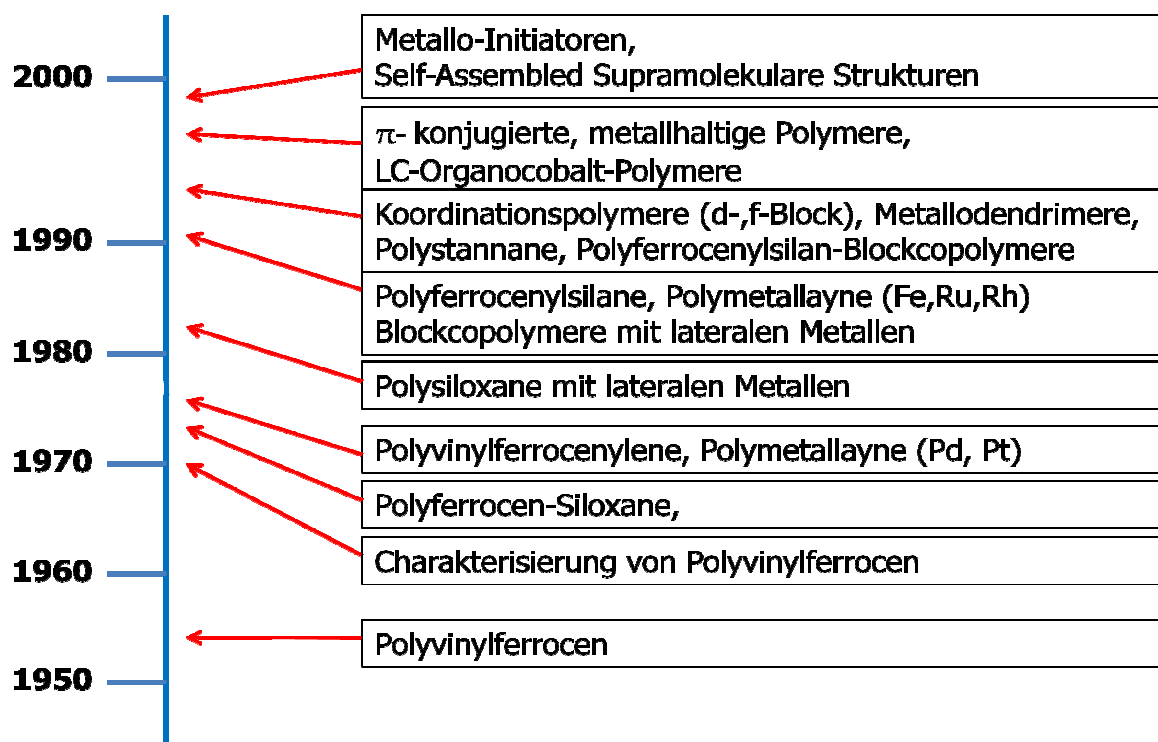 2000
Metallo-Initiatoren,
Self-Assembled Supramolekulare Strukturen
π- konjugierte, metallhaltige Polymere,
LC-Organocobalt-Polymere
1990
Koordinationspolymere (d-,f-Block), Metallodendrimere,
Polystannane, Polyferrocenylsilan-Blockcopolymere
Polyferrocenylsilane, Polymetallayne (Fe,Ru,Rh)
Blockcopolymere mit lateralen Metallen
1980
Polysiloxane mit lateralen Metallen
1970
Polyvinylferrocenylene, Polymetallayne (Pd, Pt)
Polyferrocen-Siloxane,
1960
Charakterisierung von Polyvinylferrocen
Polyvinylferrocen
1950